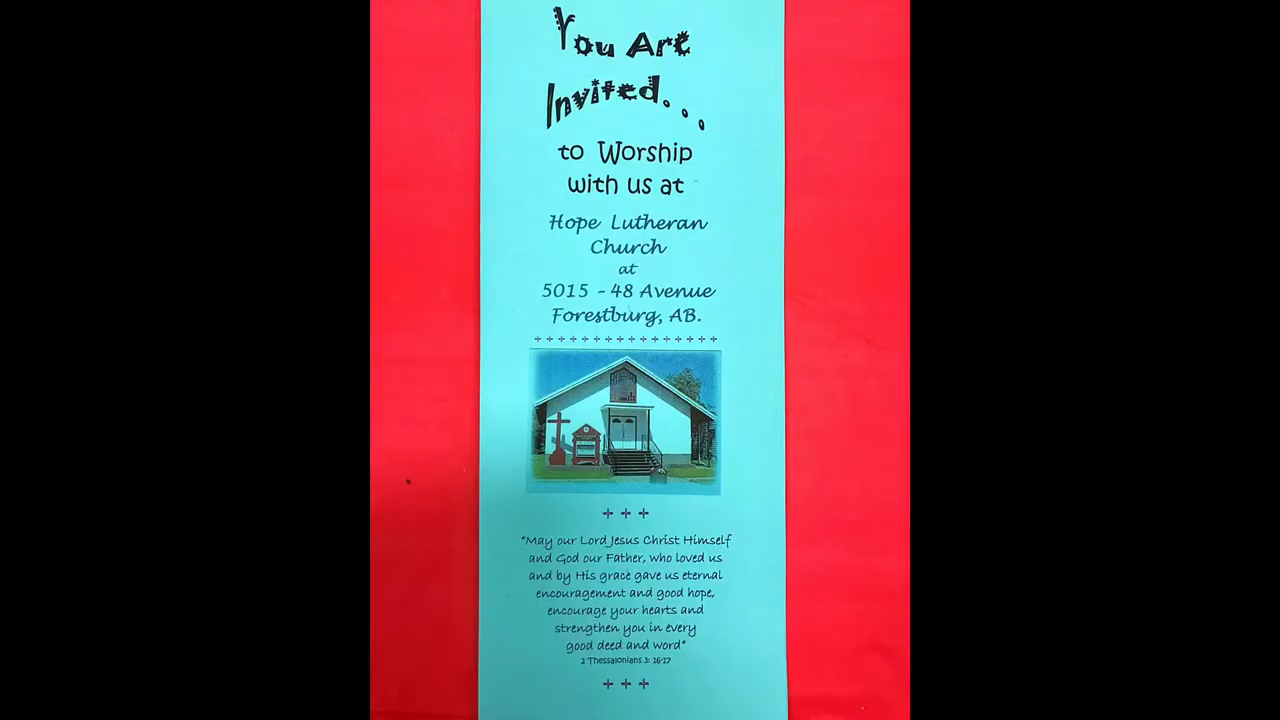 You Are
Invited...
to Worship
with us at
Hope Lutheran
Church
at
5015 - 48 Avenue
Forestburg, AB.
"May our Lord Jesus Christ Himself
and God our Father, who loved us
and by His grace gave us eternal
encouragement and good hope,
encourage your hearts and
strengthen you in every
good deed and word"
2 Thessalonians 3: 16-17